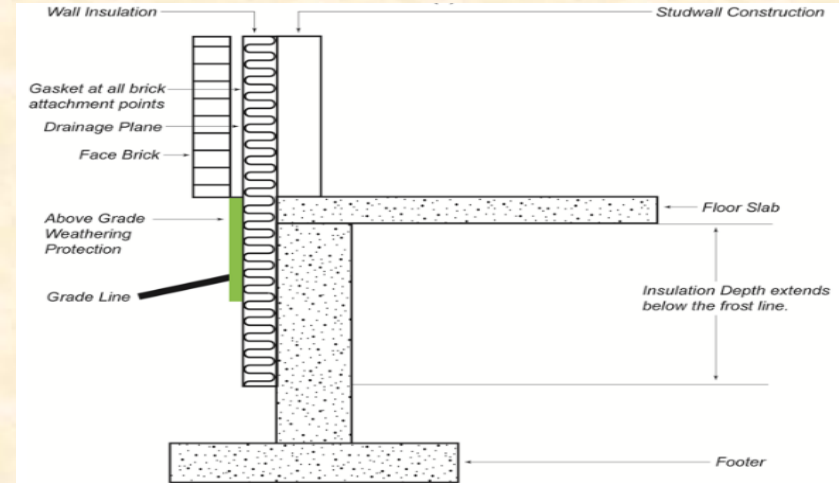 Wall Insulation
Studwall Construction
Gasket at all brick
attachment points
Drainage Plane
Face Brick
Floor Slab
Above Grade
Weathering
Protection
Grade Line
Insulation Depth extends
below the frost line.
Footer